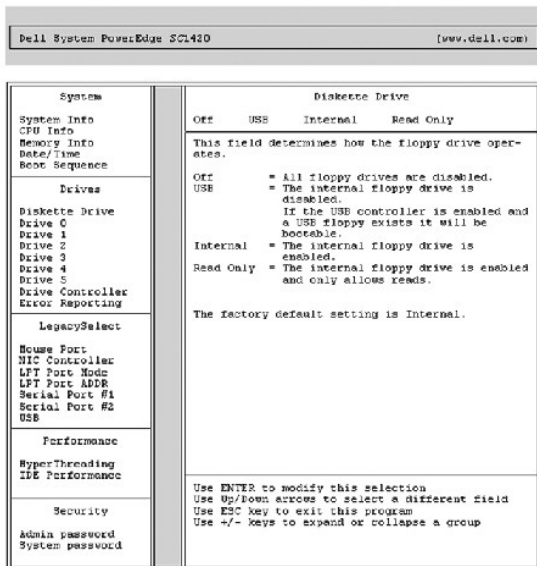 Dell System PowerEdge SC1420 (www.dell.com)
System
System Info
CPU Info
Memory Info
Date/Time
Boot Sequence
Drives
Diskette Drive
Drive 0
Drive 1
Drive 2
Drive 3
Drive 4
Drive 5
Drive Controller
Error Reporting
LegacySelect
Mouse Port
NIC Controller
LPT Port Mode
LPT Port ADDR
Serial Port #1
Serial Port #2
USB
Performance
HyperThreading
IDE Performance
Security
Admin password
System password
Diskette Drive
Off USB Internal Read Only
This field determines how the floppy drive oper-
ates.
Off = All floppy drives are disabled.
USB = The internal floppy drive is
disabled.
If the USB controller is enabled and
a USB floppy exists it will be
bootable.
Internal = The internal floppy drive is
enabled.
Read Only = The internal floppy drive is enabled
and only allows reads.
The factory default setting is Internal.
Use ENTER to modify this selection
Use Up/Down arrows to select a different field
Use ESC key to exit this program
Use +/- keys to expand or collapse a group